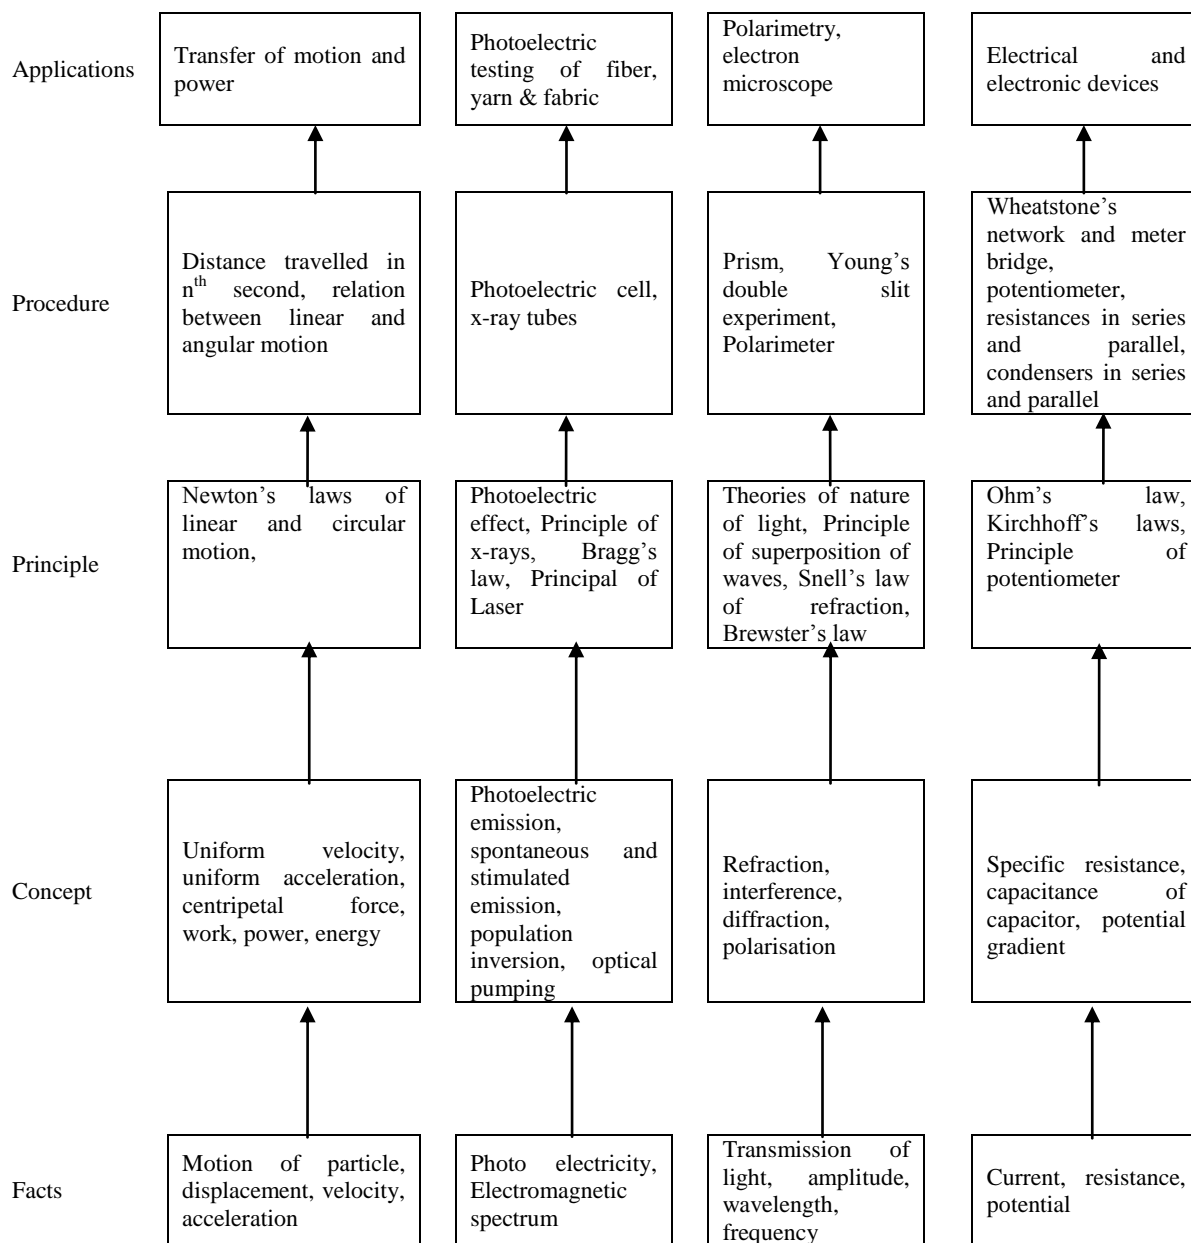 Applications
Transfer of motion and
power
Photoelectric
testing of fiber,
yarn & fabric
Polarimetry,
electron
microscope
Electrical and
electronic devices
Procedure
Distance travelled in
nth second, relation
between linear and
angular motion
Photoelectric cell,
x-ray tubes
Prism, Young's
double slit
experiment,
Polarimeter
Wheatstone's
network and meter
bridge,
potentiometer,
resistances in series
and parallel,
condensers in series
and parallel
Principle
Newton's laws of
linear and circular
motion,
Photoelectric
effect, Principle of
x-rays, Bragg's
law, Principal of
Laser
Theories of nature
of light, Principle
of superposition of
waves, Snell's law
of refraction,
Brewster's law
Ohm's law,
Kirchhoff's laws,
Principle of
potentiometer
Concept
Uniform velocity,
uniform acceleration,
centripetal force,
work, power, energy
Photoelectric
emission,
spontaneous and
stimulated
emission,
population
inversion, optical
pumping
Refraction,
interference,
diffraction,
polarisation
Specific resistance,
capacitance of
capacitor, potential
gradient
Facts
Motion of particle,
displacement, velocity,
acceleration
Photo electricity,
Electromagnetic
spectrum
Transmission of
light, amplitude,
wavelength,
frequency
Current, resistance,
potential